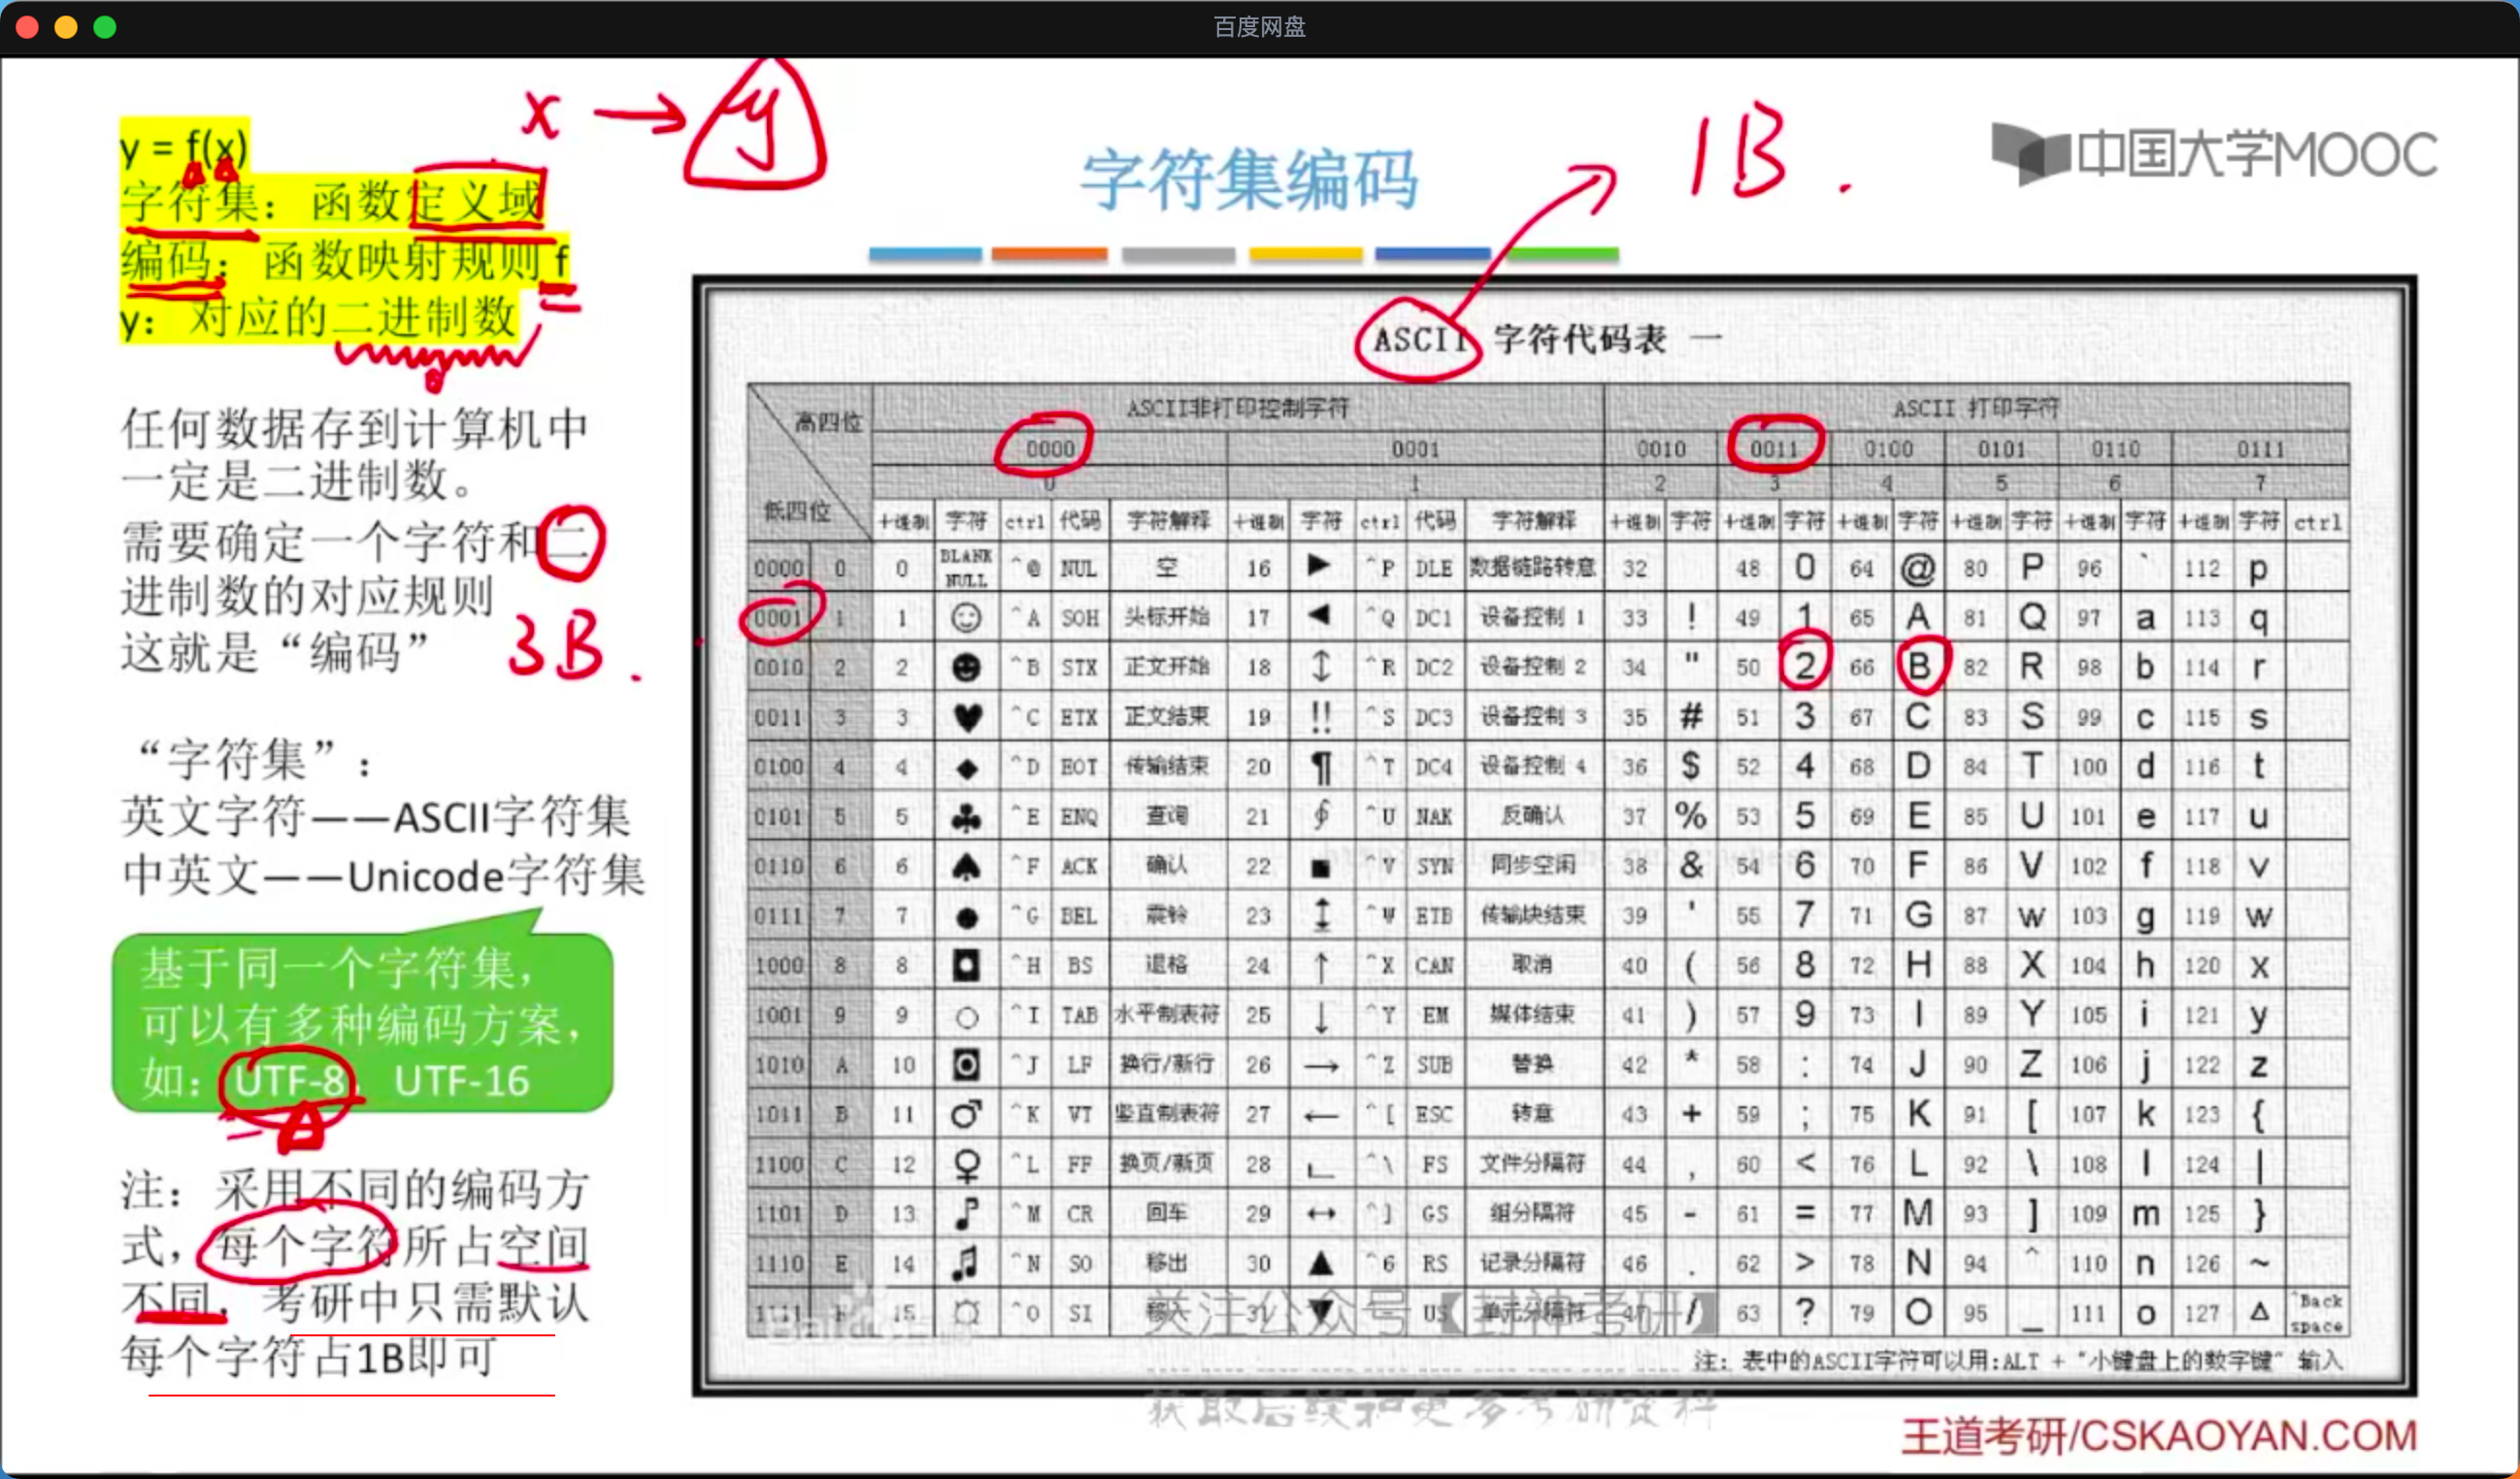 百度网盘
x → y
1B.
y = f(x)
字符集：函数定义域
编码：函数映射规则 f
y：对应的二进制数
字符集编码
中国大学MOOC
任何数据存到计算机中
一定是二进制数。
需要确定一个字符和二
进制数的对应规则
这就是“编码”
3B.
“字符集”：
英文字符——ASCII字符集
中英文——Unicode字符集
基于同一个字符集，
可以有多种编码方案，
如：UTF-8，UTF-16
注：采用不同的编码方
式，每个字符所占空间
不同，考研中只需默认
每个字符占1B即可
ASCII 字符代码表 一
高四位 ASCII非打印控制字符 ASCII 打印字符
0000 0001 0010 0011 0100 0101 0110 0111
低四位 0 1 2 3 4 5 6 7
十进制 字符 ctrl 代码 字符解释 十进制 字符 ctrl 代码 字符解释 十进制 字符 十进制 字符 十进制 字符 十进制 字符 十进制 字符 十进制 字符 ctrl
0000 0 0 BLANK NULL ^@ NUL 空 16 ► ^P DLE 数据链路转意 32 48 0 64 @ 80 P 96 ` 112 p
0001 1 1 ☺ ^A SOH 头标开始 17 ◄ ^Q DC1 设备控制 1 33 ! 49 1 65 A 81 Q 97 a 113 q
0010 2 2 ☻ ^B STX 正文开始 18 ↕ ^R DC2 设备控制 2 34 " 50 2 66 B 82 R 98 b 114 r
0011 3 3 ♥ ^C ETX 正文结束 19 ‼ ^S DC3 设备控制 3 35 # 51 3 67 C 83 S 99 c 115 s
0100 4 4 ♦ ^D EOT 传输结束 20 ¶ ^T DC4 设备控制 4 36 $ 52 4 68 D 84 T 100 d 116 t
0101 5 5 ♣ ^E ENQ 查询 21 ∮ ^U NAK 反确认 37 % 53 5 69 E 85 U 101 e 117 u
0110 6 6 ♠ ^F ACK 确认 22 ■ ^V SYN 同步空闲 38 & 54 6 70 F 86 V 102 f 118 v
0111 7 7 ● ^G BEL 震铃 23 ↨ ^W ETB 传输块结束 39 ' 55 7 71 G 87 w 103 g 119 w
1000 8 8 ◘ ^H BS 退格 24 ↑ ^X CAN 取消 40 ( 56 8 72 H 88 X 104 h 120 x
1001 9 9 ○ ^I TAB 水平制表符 25 ↓ ^Y EM 媒体结束 41 ) 57 9 73 I 89 Y 105 i 121 y
1010 A 10 ◙ ^J LF 换行/新行 26 → ^Z SUB 替换 42 * 58 : 74 J 90 Z 106 j 122 z
1011 B 11 ♂ ^K VT 竖直制表符 27 ← ^[ ESC 转意 43 + 59 ; 75 K 91 [ 107 k 123 {
1100 C 12 ♀ ^L FF 换页/新页 28 ∟ ^\ FS 文件分隔符 44 , 60 < 76 L 92 \ 108 l 124 |
1101 D 13 ♪ ^M CR 回车 29 ↔ ^] GS 组分隔符 45 - 61 = 77 M 93 ] 109 m 125 }
1110 E 14 ♫ ^N SO 移出 30 ▲ ^6 RS 记录分隔符 46 . 62 > 78 N 94 ^ 110 n 126 ~
1111 F 15 ☼ ^O SI 移入 31 ▼ US 单元分隔符 47 / 63 ? 79 O 95 _ 111 o 127 Δ ^Back space
关注公众号【封神考研】
注：表中的ASCII字符可以用:ALT + “小键盘上的数字键” 输入
获取后续和更多考研资料
王道考研/CSKAOYAN.COM